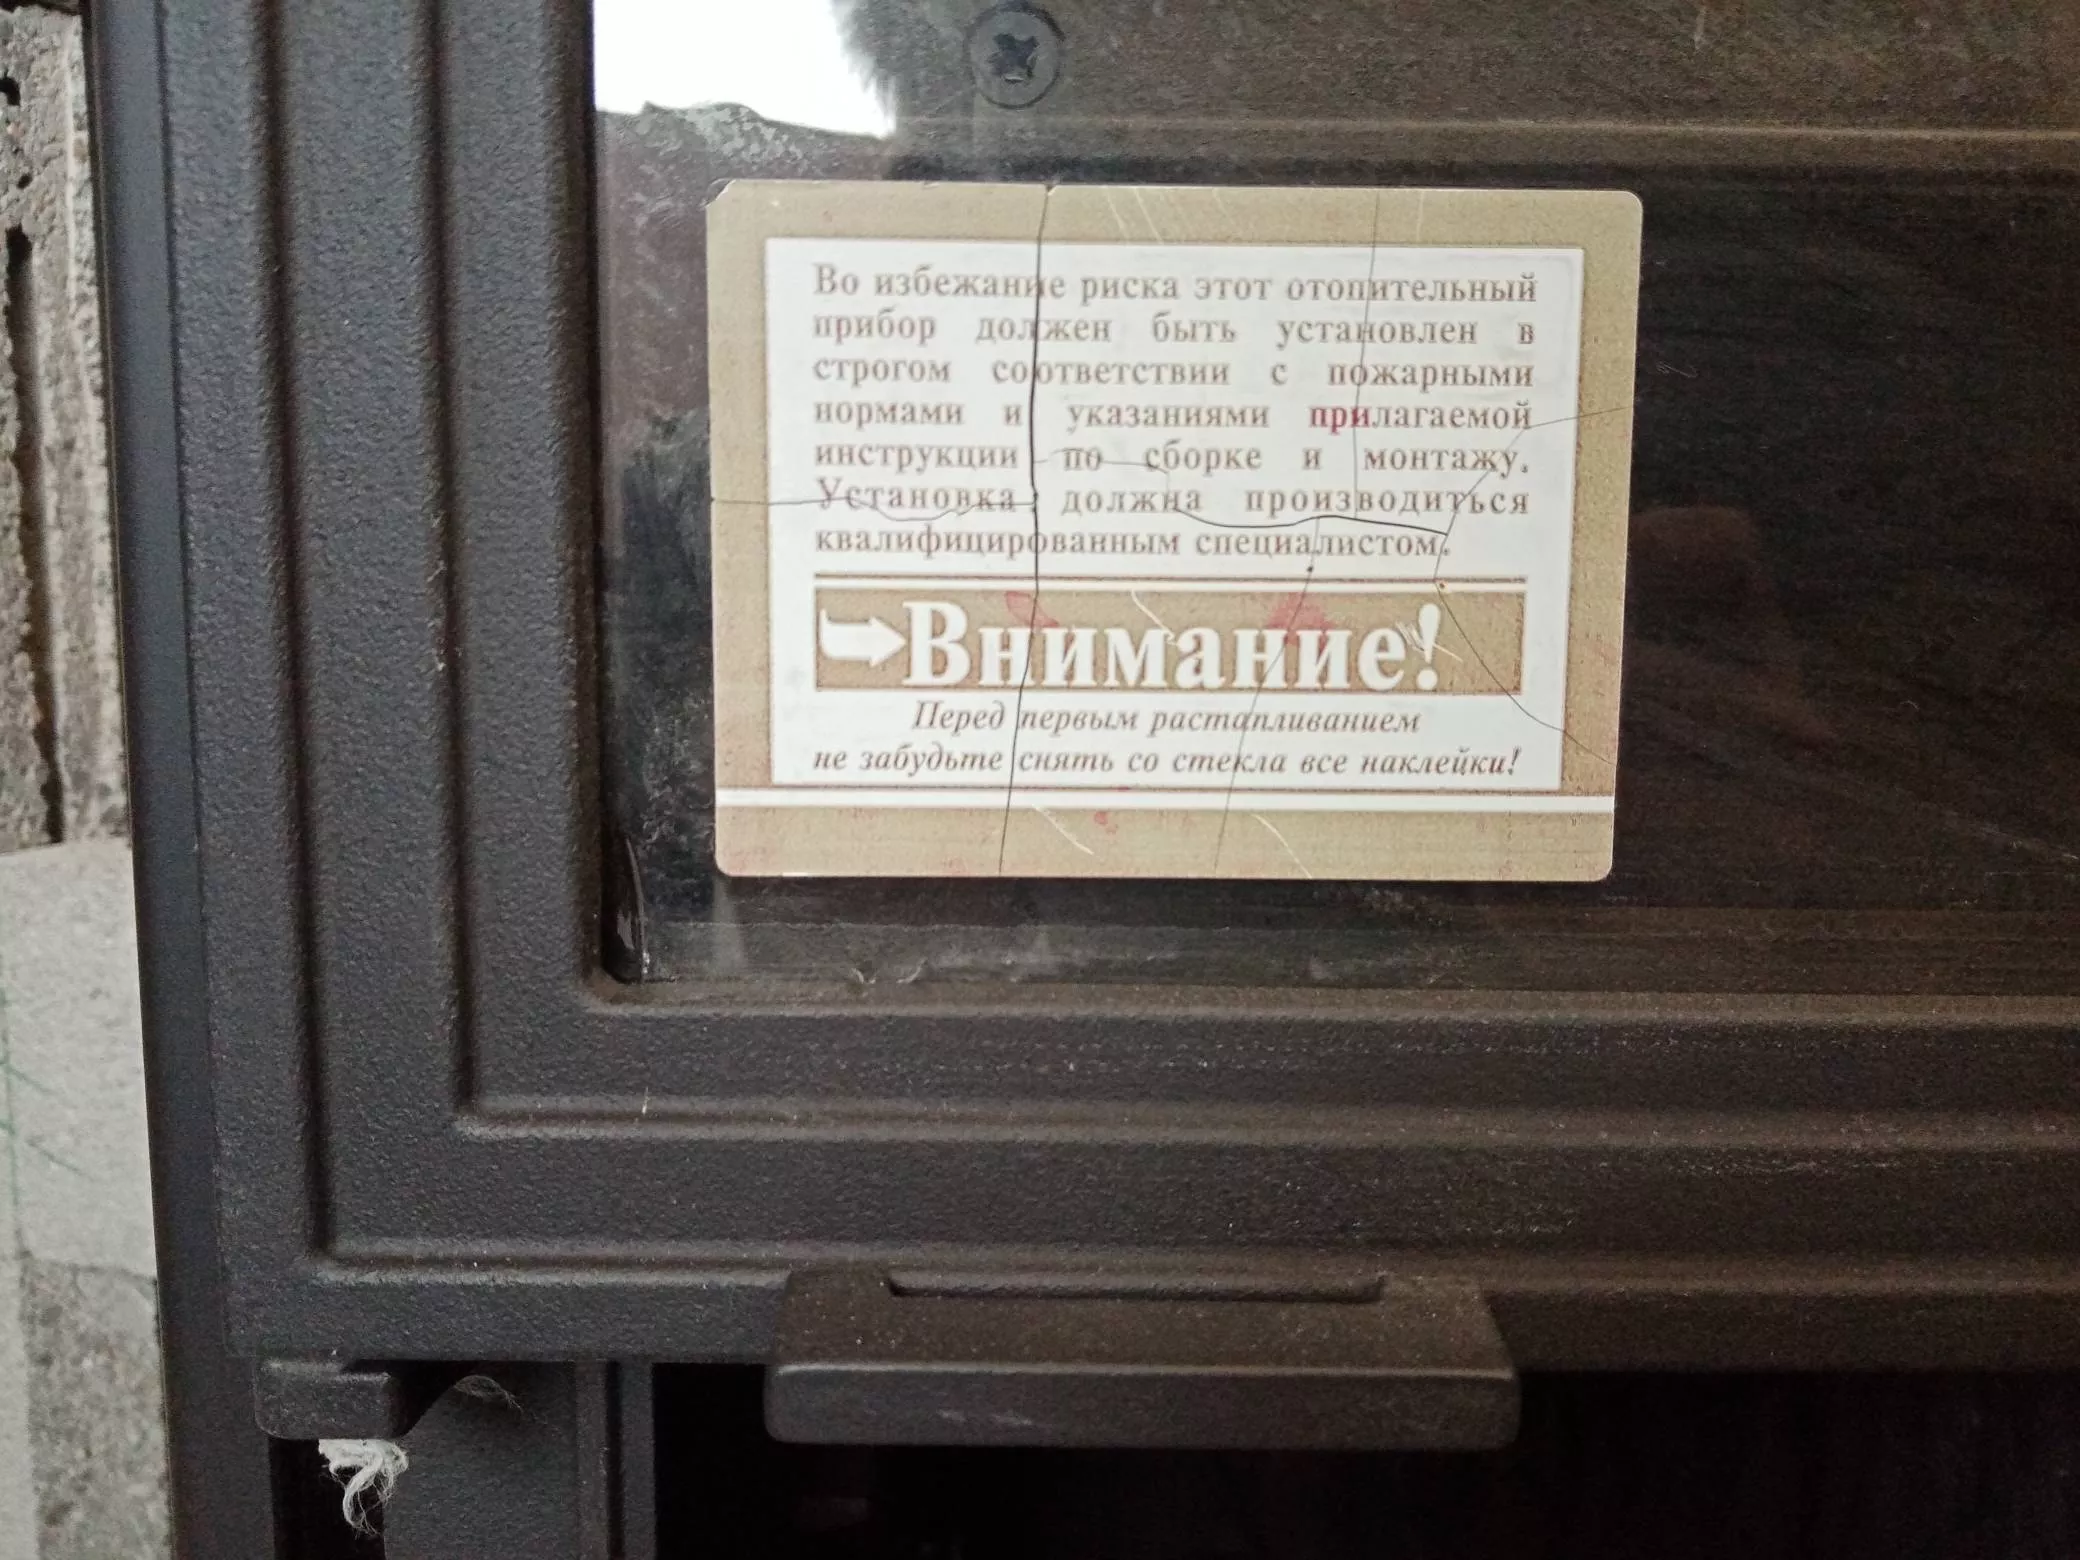 Во избежание риска этот отопительный
прибор должен быть установлен в
строгом соответствии с пожарными
нормами и указаниями прилагаемой
инструкции по сборке и монтажу.
Установка должна производиться
квалифицированным специалистом.
Внимание!
Перед первым растапливанием
не забудьте снять со стекла все наклейки!